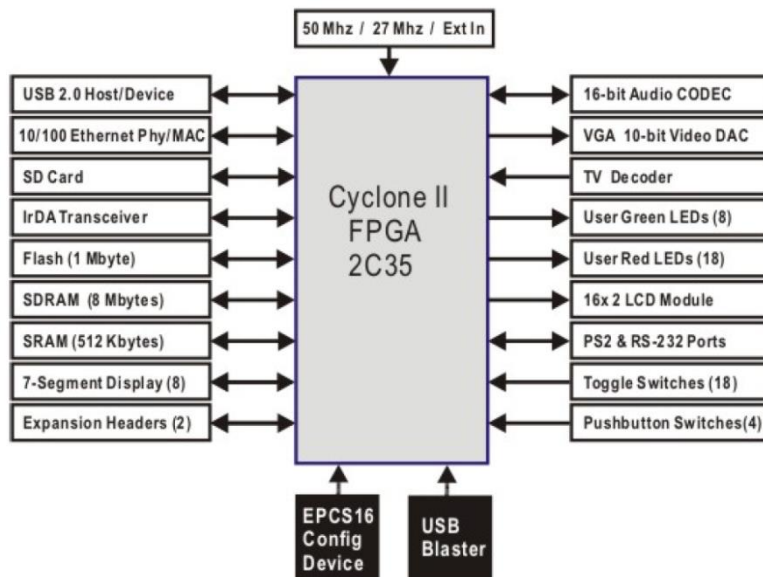 50 Mhz / 27 Mhz / Ext In
USB 2.0 Host/Device
10/100 Ethernet Phy/MAC
SD Card
IrDA Transceiver
Flash (1 Mbyte)
SDRAM (8 Mbytes)
SRAM (512 Kbytes)
7-Segment Display (8)
Expansion Headers (2)
Cyclone II
FPGA
2C35
16-bit Audio CODEC
VGA 10-bit Video DAC
TV Decoder
User Green LEDs (8)
User Red LEDs (18)
16x 2 LCD Module
PS2 & RS-232 Ports
Toggle Switches (18)
Pushbutton Switches(4)
EPCS16
Config
Device
USB
Blaster